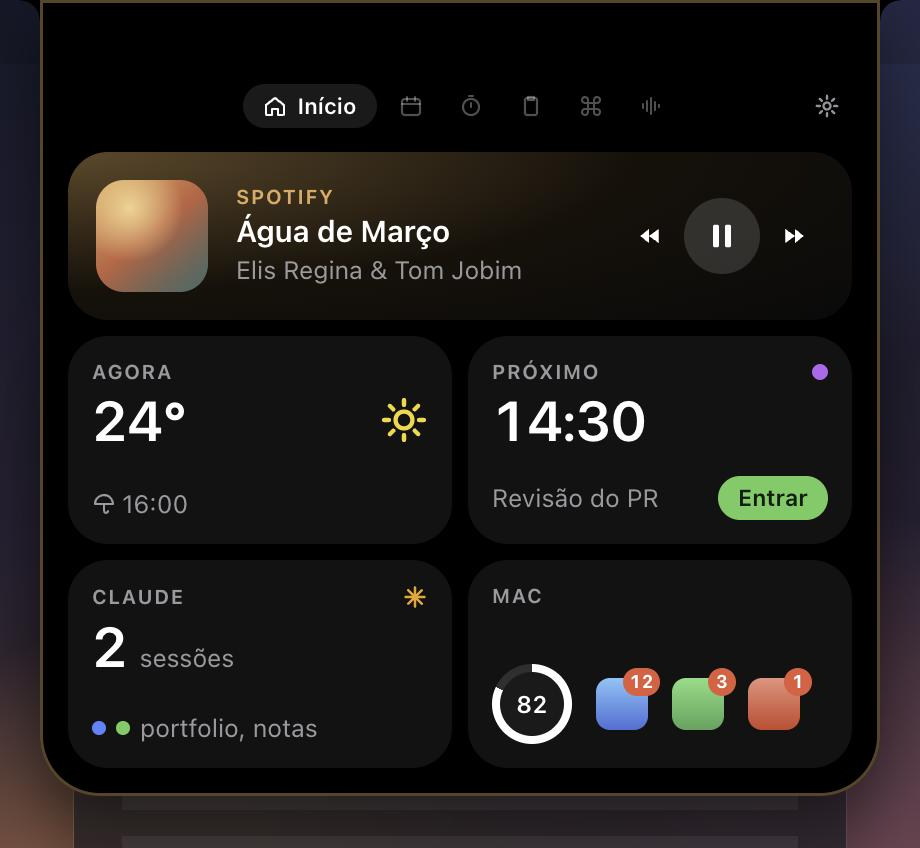 Início
SPOTIFY
Água de Março
Elis Regina & Tom Jobim
AGORA
24°
16:00
PRÓXIMO
14:30
Revisão do PR
Entrar
CLAUDE
2 sessões
portfolio, notas
MAC
82
12
3
1